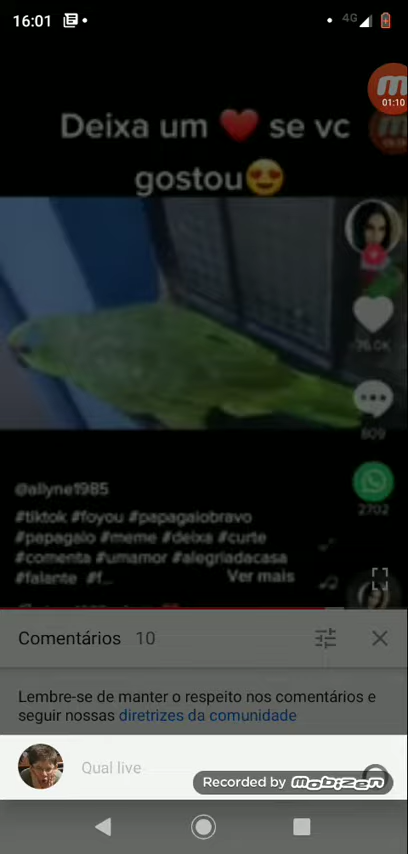 16:01
4G
01:10
Deixa um ❤️ se vc
gostou😍
76.0K
809
2702
@allyne1985
#tiktok #foyou #papagaiobravo
#papagaio #meme #deixa #curte
#comenta #umamor #alegriadacasa
#falante #f... Ver mais
Comentários 10
Lembre-se de manter o respeito nos comentários e
seguir nossas diretrizes da comunidade
Qual live
Recorded by mobizen